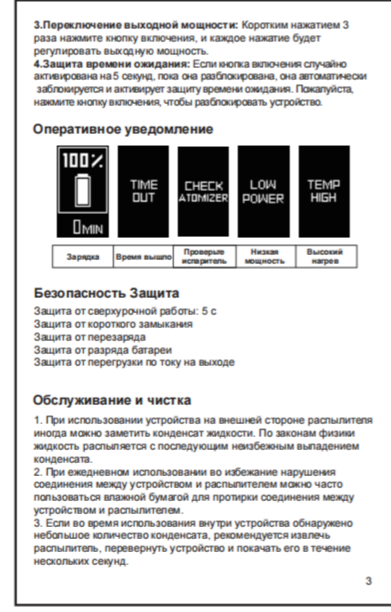 3.Переключение выходной мощности: Коротким нажатием 3
раза нажмите кнопку включения, и каждое нажатие будет
регулировать выходную мощность.
4.Защита времени ожидания: Если кнопка включения случайно
активирована на 5 секунд, пока она разблокирована, она автоматически
заблокируется и активирует защиту времени ожидания. Пожалуйста,
нажмите кнопку включения, чтобы разблокировать устройство.
Оперативное уведомление
100%
0MIN
TIME
OUT
CHECK
ATOMIZER
LOW
POWER
TEMP
HIGH
Зарядка
Время вышло
Проверьте
испаритель
Низкая
мощность
Высокий
нагрев
Безопасность Защита
Защита от сверхурочной работы: 5 с
Защита от короткого замыкания
Защита от перезаряда
Защита от разряда батареи
Защита от перегрузки по току на выходе
Обслуживание и чистка
1. При использовании устройства на внешней стороне распылителя
иногда можно заметить конденсат жидкости. По законам физики
жидкость распыляется с последующим неизбежным выпадением
конденсата.
2. При ежедневном использовании во избежание нарушения
соединения между устройством и распылителем можно часто
пользоваться влажной бумагой для протирки соединения между
устройством и распылителем.
3. Если во время использования внутри устройства обнаружено
небольшое количество конденсата, рекомендуется извлечь
распылитель, перевернуть устройство и покачать его в течение
нескольких секунд.
3